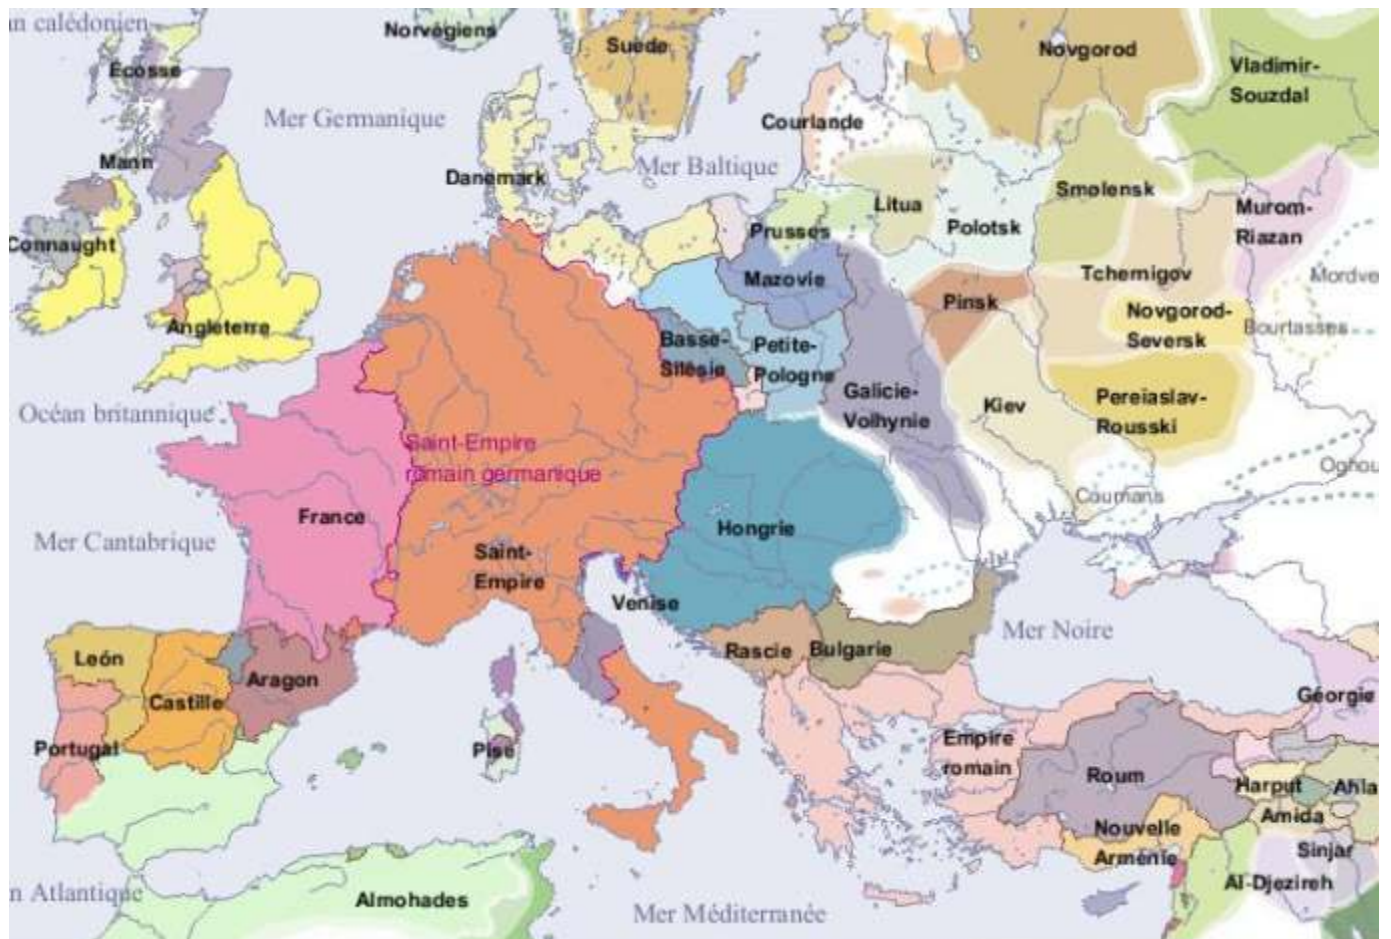 an calédonien
Norvégiens
Suède
Novgorod
Vladimir-
Souzdal
Écosse
Mer Germanique
Courlande
Mann
Mer Baltique
Danemark
Smolensk
Litua
Polotsk
Murom-
Riazan
Connaught
Prusses
Mazovie
Tchernigov
Mordve
Pinsk
Novgorod-
Seversk
Bourtasses
Angleterre
Basse-
Silésie
Petite-
Pologne
Galicie-
Volhynie
Kiev
Pereiaslav-
Rousski
Océan britannique
Saint-Empire
romain germanique
Oghou
Coumans
France
Hongrie
Mer Cantabrique
Saint-
Empire
Venise
Mer Noire
León
Rascie
Bulgarie
Aragon
Castille
Géorgie
Portugal
Pise
Empire
romain
Roum
Harput
Ahla
Amida
Nouvelle
Arménie
Sinjar
Al-Djezireh
n Atlantique
Almohades
Mer Méditerranée